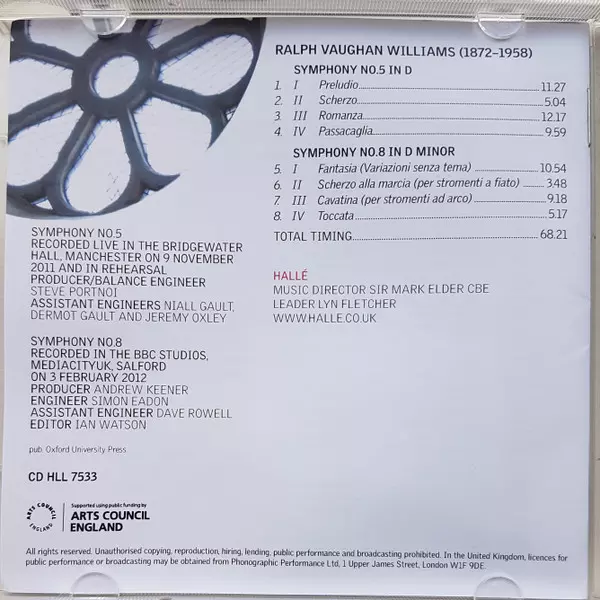 RALPH VAUGHAN WILLIAMS (1872–1958)
SYMPHONY NO.5 IN D
1. I Preludio 11.27
2. II Scherzo 5.04
3. III Romanza 12.17
4. IV Passacaglia 9.59
SYMPHONY NO.8 IN D MINOR
5. I Fantasia (Variazioni senza tema) 10.54
6. II Scherzo alla marcia (per stromenti a fiato) 3.48
7. III Cavatina (per stromenti ad arco) 9.18
8. IV Toccata 5.17
TOTAL TIMING 68.21
HALLÉ
MUSIC DIRECTOR SIR MARK ELDER CBE
LEADER LYN FLETCHER
WWW.HALLE.CO.UK
SYMPHONY NO.5
RECORDED LIVE IN THE BRIDGEWATER
HALL, MANCHESTER ON 9 NOVEMBER
2011 AND IN REHEARSAL
PRODUCER/BALANCE ENGINEER
STEVE PORTNOI
ASSISTANT ENGINEERS NIALL GAULT,
DERMOT GAULT AND JEREMY OXLEY
SYMPHONY NO.8
RECORDED IN THE BBC STUDIOS,
MEDIACITYUK, SALFORD
ON 3 FEBRUARY 2012
PRODUCER ANDREW KEENER
ENGINEER SIMON EADON
ASSISTANT ENGINEER DAVE ROWELL
EDITOR IAN WATSON
pub. Oxford University Press
CD HLL 7533
ARTS COUNCIL ENGLAND
Supported using public funding by
ARTS COUNCIL
ENGLAND
All rights reserved. Unauthorised copying, reproduction, hiring, lending, public performance and broadcasting prohibited. In the United Kingdom, licences for
public performance or broadcasting may be obtained from Phonographic Performance Ltd, 1 Upper James Street, London W1F 9DE.